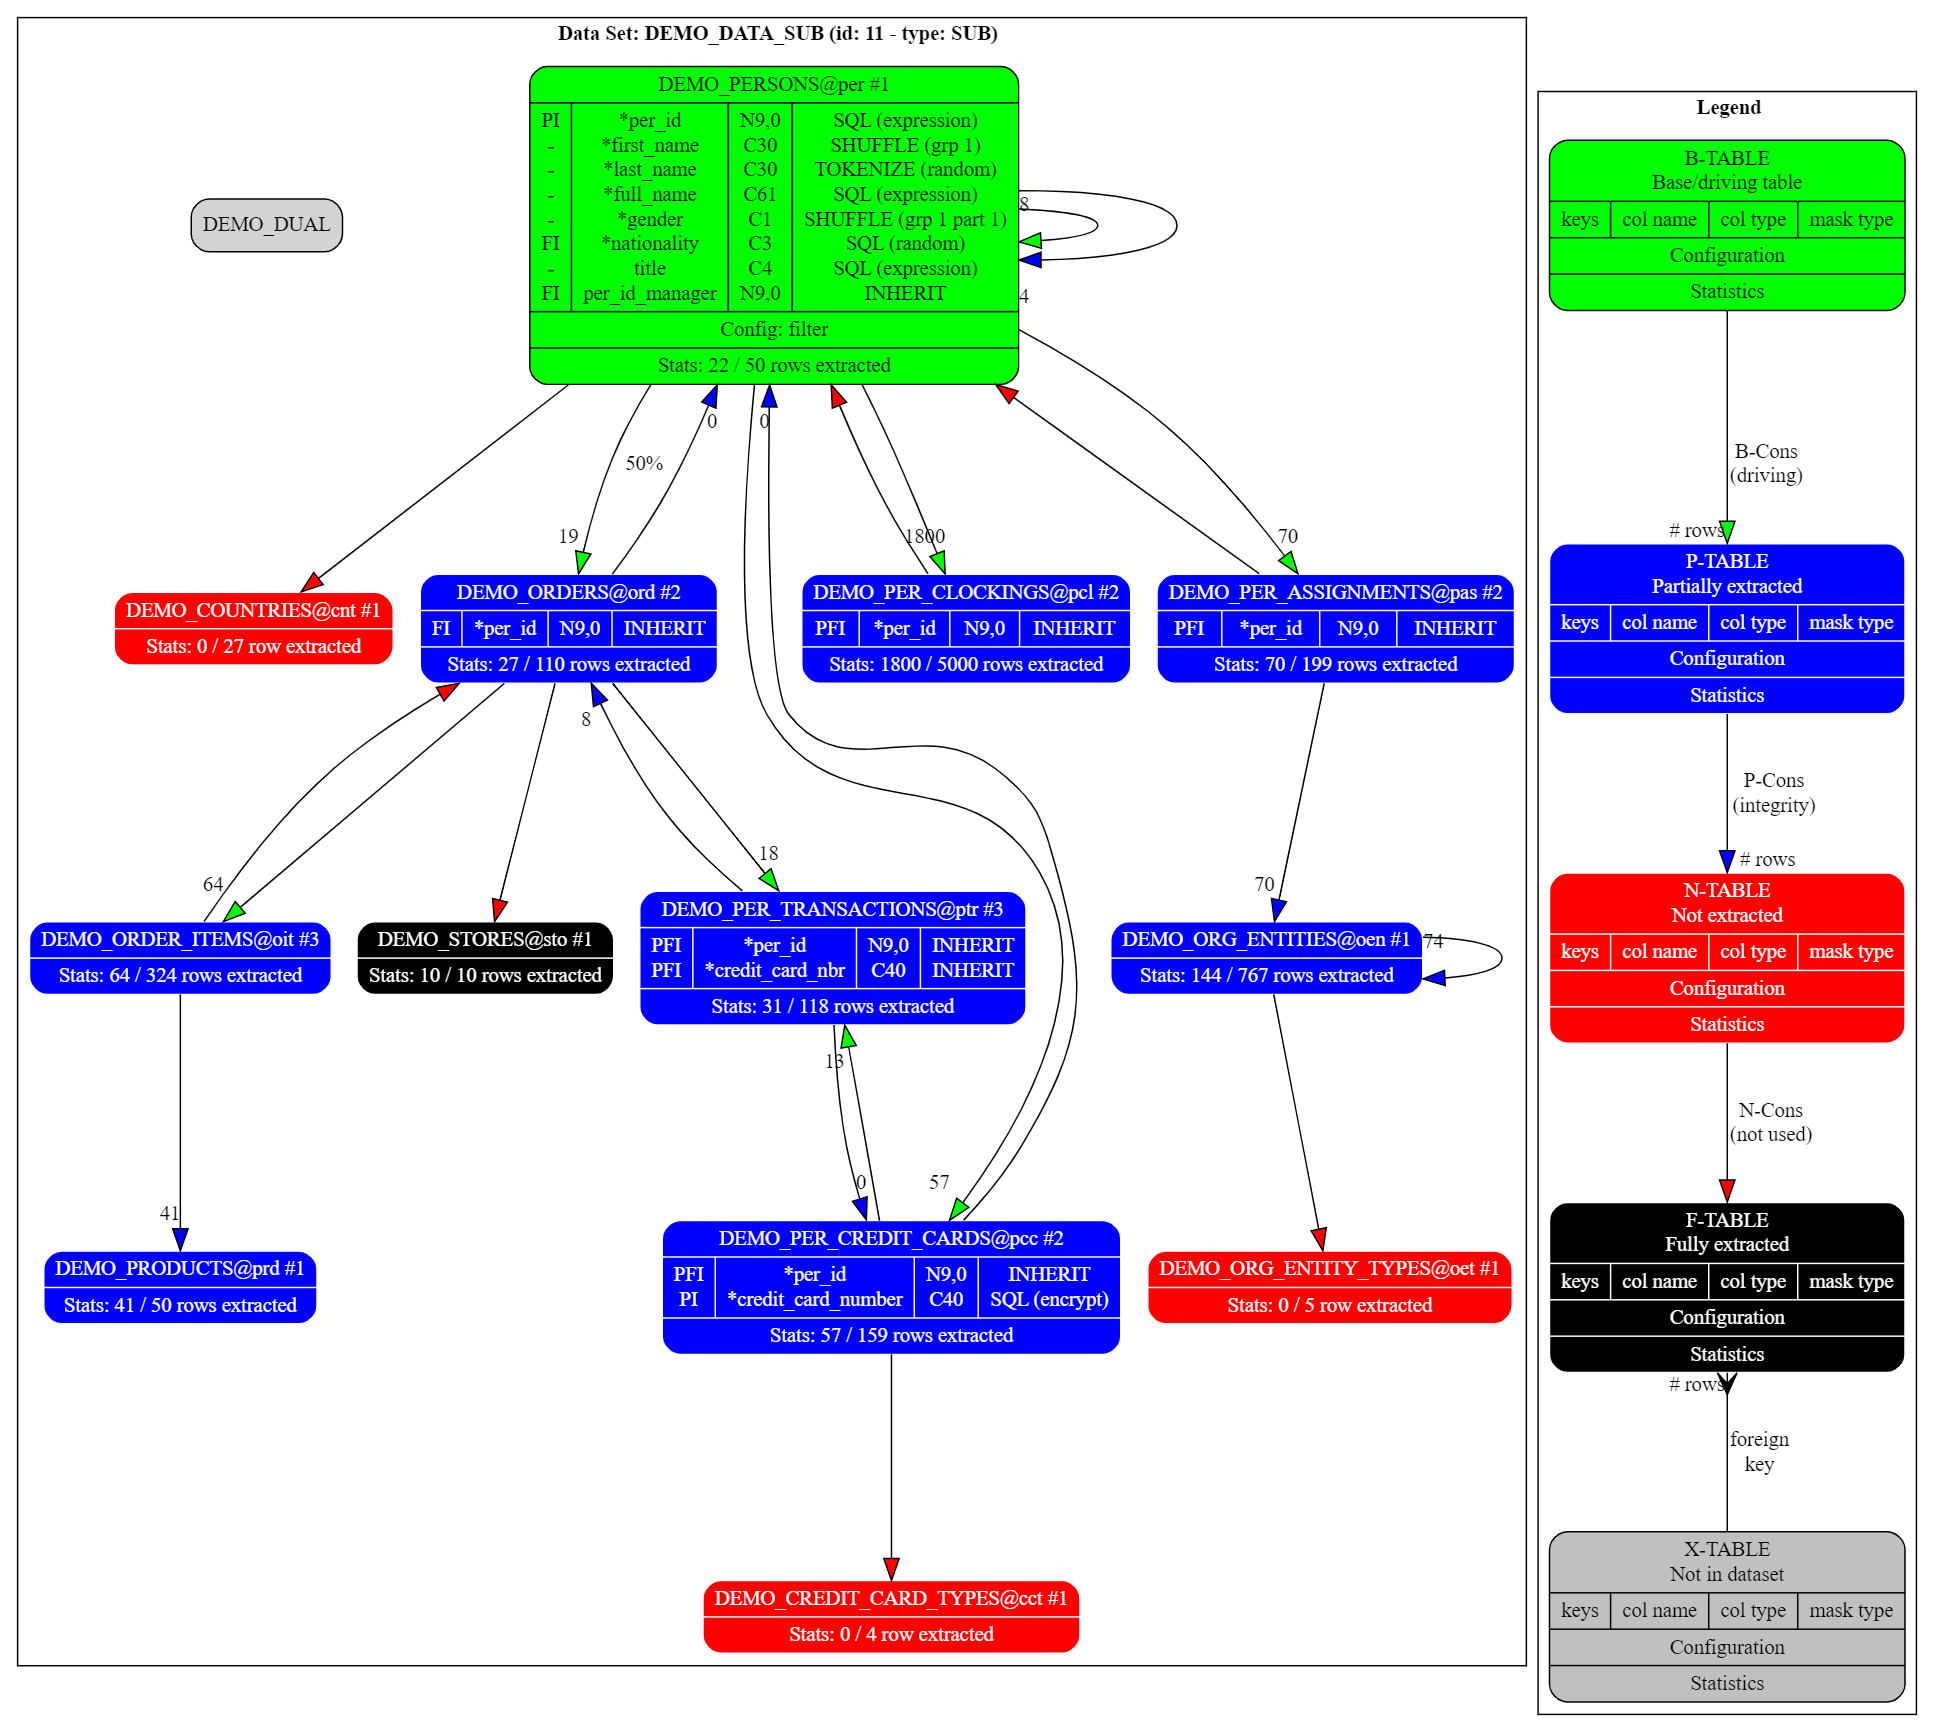 Data Set: DEMO_DATA_SUB (id: 11 - type: SUB)
DEMO_PERSONS@per #1
PI *per_id N9,0 SQL (expression)
- *first_name C30 SHUFFLE (grp 1)
- *last_name C30 TOKENIZE (random)
- *full_name C61 SQL (expression)
- *gender C1 SHUFFLE (grp 1 part 1)
FI *nationality C3 SQL (random)
- title C4 SQL (expression)
FI per_id_manager N9,0 INHERIT
Config: filter
Stats: 22 / 50 rows extracted
8
4
DEMO_DUAL
0
0
50%
19
1800
70
DEMO_COUNTRIES@cnt #1
Stats: 0 / 27 row extracted
DEMO_ORDERS@ord #2
FI *per_id N9,0 INHERIT
Stats: 27 / 110 rows extracted
DEMO_PER_CLOCKINGS@pcl #2
PFI *per_id N9,0 INHERIT
Stats: 1800 / 5000 rows extracted
DEMO_PER_ASSIGNMENTS@pas #2
PFI *per_id N9,0 INHERIT
Stats: 70 / 199 rows extracted
8
18
64
70
DEMO_ORDER_ITEMS@oit #3
Stats: 64 / 324 rows extracted
DEMO_STORES@sto #1
Stats: 10 / 10 rows extracted
DEMO_PER_TRANSACTIONS@ptr #3
PFI *per_id N9,0 INHERIT
PFI *credit_card_nbr C40 INHERIT
Stats: 31 / 118 rows extracted
DEMO_ORG_ENTITIES@oen #1
Stats: 144 / 767 rows extracted
74
13
0
57
41
DEMO_PRODUCTS@prd #1
Stats: 41 / 50 rows extracted
DEMO_PER_CREDIT_CARDS@pcc #2
PFI *per_id N9,0 INHERIT
PI *credit_card_number C40 SQL (encrypt)
Stats: 57 / 159 rows extracted
DEMO_ORG_ENTITY_TYPES@oet #1
Stats: 0 / 5 row extracted
DEMO_CREDIT_CARD_TYPES@cct #1
Stats: 0 / 4 row extracted
Legend
B-TABLE
Base/driving table
keys col name col type mask type
Configuration
Statistics
B-Cons
(driving)
# rows
P-TABLE
Partially extracted
keys col name col type mask type
Configuration
Statistics
P-Cons
(integrity)
# rows
N-TABLE
Not extracted
keys col name col type mask type
Configuration
Statistics
N-Cons
(not used)
F-TABLE
Fully extracted
keys col name col type mask type
Configuration
Statistics
# rows
foreign
key
X-TABLE
Not in dataset
keys col name col type mask type
Configuration
Statistics